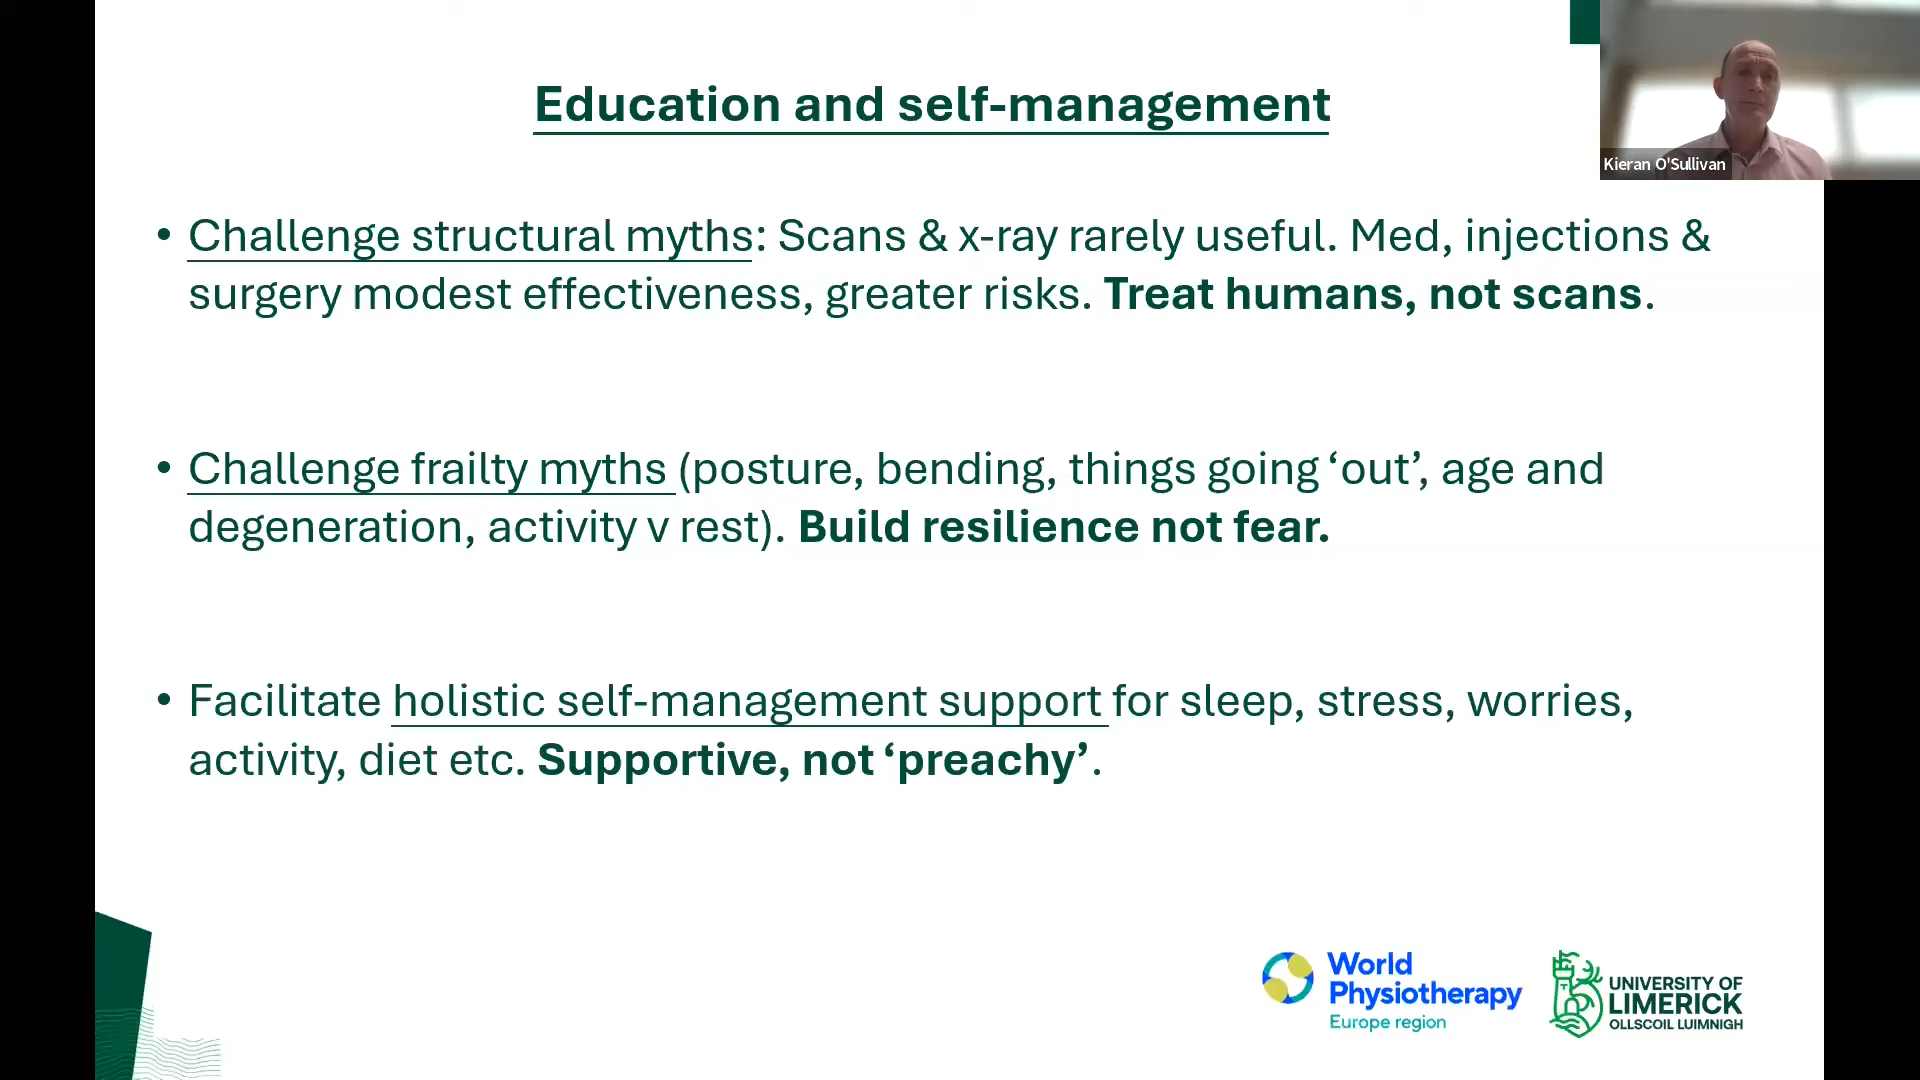 Education and self-management
Kieran O'Sullivan
• Challenge structural myths: Scans & x-ray rarely useful. Med, injections &
surgery modest effectiveness, greater risks. Treat humans, not scans.
• Challenge frailty myths (posture, bending, things going ‘out’, age and
degeneration, activity v rest). Build resilience not fear.
• Facilitate holistic self-management support for sleep, stress, worries,
activity, diet etc. Supportive, not ‘preachy’.
World
Physiotherapy
Europe region
UNIVERSITY OF
LIMERICK
OLLSCOIL LUIMNIGH